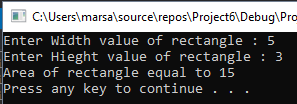 C:\Users\marsa\source\repos\Project6\Debug\Pro
Enter Width value of rectangle : 5
Enter Hieght value of rectangle : 3
Area of rectangle equal to 15
Press any key to continue . . .